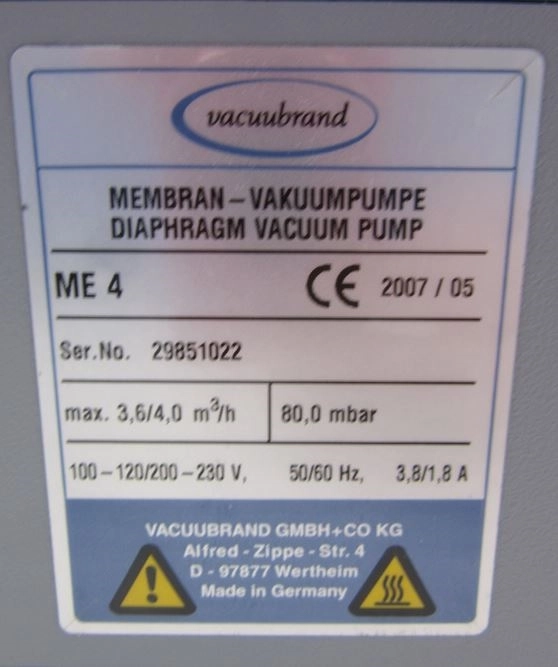 vacuubrand
MEMBRAN-VAKUUMPUMPE
DIAPHRAGM VACUUM PUMP
ME 4 CE 2007 / 05
Ser.No. 29851022
max. 3,6/4,0 m³/h 80,0 mbar
100-120/200-230 V, 50/60 Hz, 3,8/1,8 A
VACUUBRAND GMBH+CO KG
Alfred - Zippe - Str. 4
D - 97877 Wertheim
Made in Germany